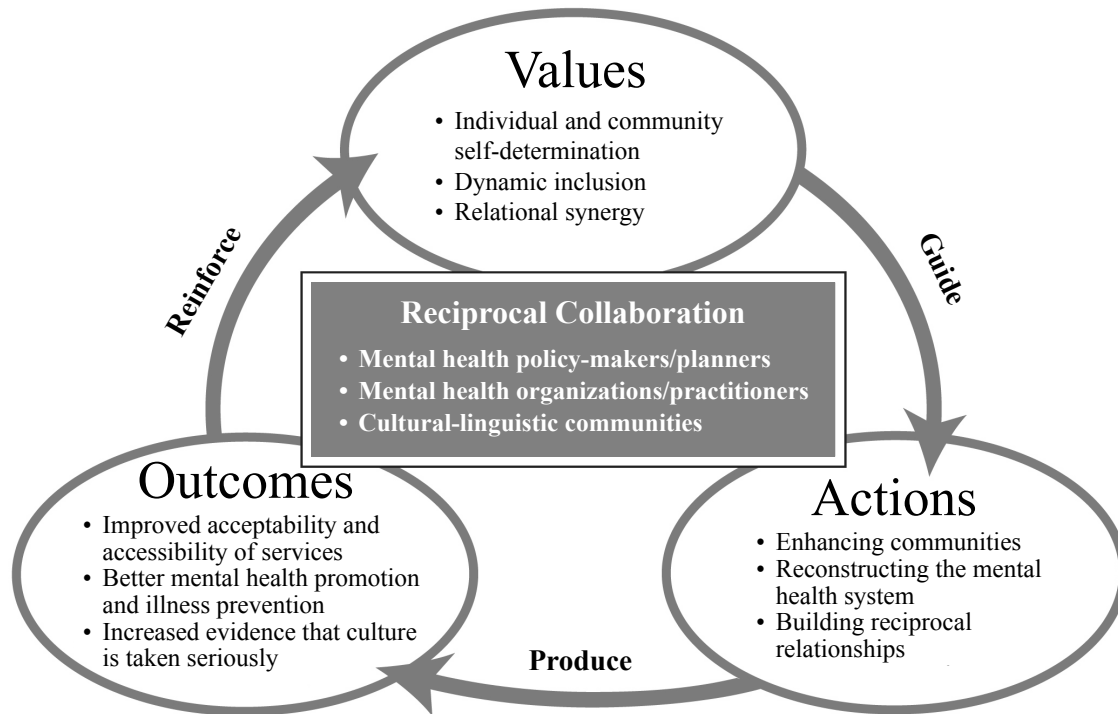 Values
• Individual and community
self-determination
• Dynamic inclusion
• Relational synergy
Reinforce
Guide
Reciprocal Collaboration
• Mental health policy-makers/planners
• Mental health organizations/practitioners
• Cultural-linguistic communities
Outcomes
• Improved acceptability and
accessibility of services
• Better mental health promotion
and illness prevention
• Increased evidence that culture
is taken seriously
Actions
• Enhancing communities
• Reconstructing the mental
health system
• Building reciprocal
relationships
Produce